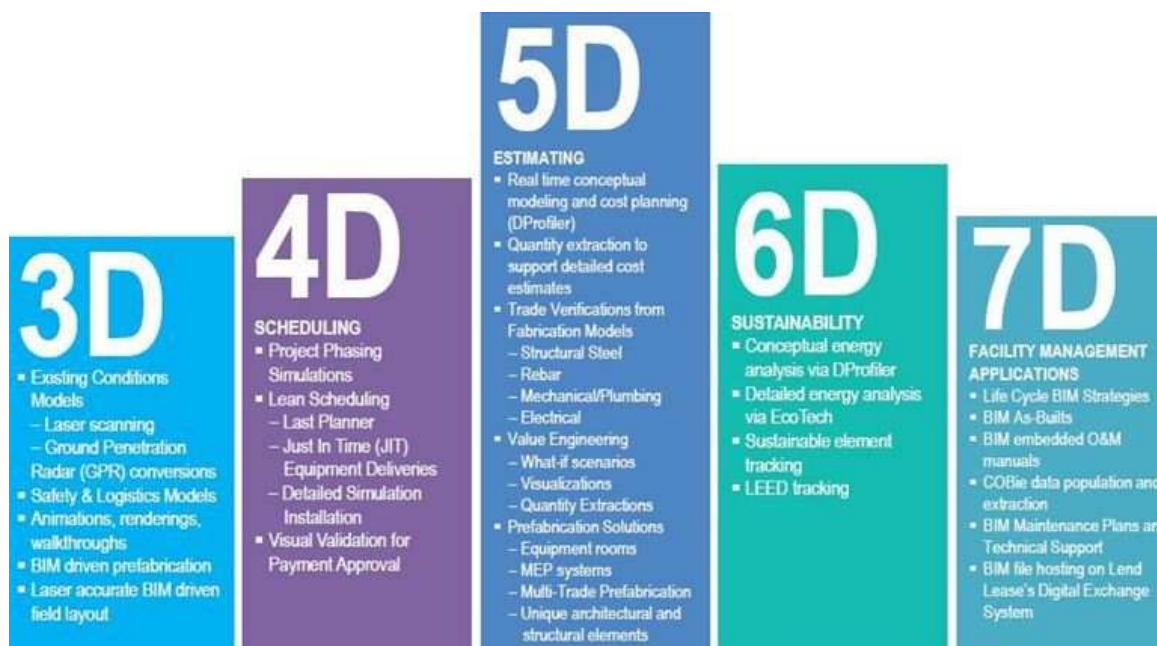 3D
▪ Existing Conditions
Models
– Laser scanning
– Ground Penetration
Radar (GPR) conversions
▪ Safety & Logistics Models
▪ Animations, renderings,
walkthroughs
▪ BIM driven prefabrication
▪ Laser accurate BIM driven
field layout
4D
SCHEDULING
▪ Project Phasing
Simulations
▪ Lean Scheduling
– Last Planner
– Just In Time (JIT)
Equipment Deliveries
– Detailed Simulation
Installation
▪ Visual Validation for
Payment Approval
5D
ESTIMATING
▪ Real time conceptual
modeling and cost planning
(DProfiler)
▪ Quantity extraction to
support detailed cost
estimates
▪ Trade Verifications from
Fabrication Models
– Structural Steel
– Rebar
– Mechanical/Plumbing
– Electrical
▪ Value Engineering
– What-if scenarios
– Visualizations
– Quantity Extractions
▪ Prefabrication Solutions
– Equipment rooms
– MEP systems
– Multi-Trade Prefabrication
– Unique architectural and
structural elements
6D
SUSTAINABILITY
▪ Conceptual energy
analysis via DProfiler
▪ Detailed energy analysis
via EcoTech
▪ Sustainable element
tracking
▪ LEED tracking
7D
FACILITY MANAGEMENT
APPLICATIONS
▪ Life Cycle BIM Strategies
▪ BIM As-Builts
▪ BIM embedded O&M
manuals
▪ COBie data population and
extraction
▪ BIM Maintenance Plans an
Technical Support
▪ BIM file hosting on Lend
Lease's Digital Exchange
System